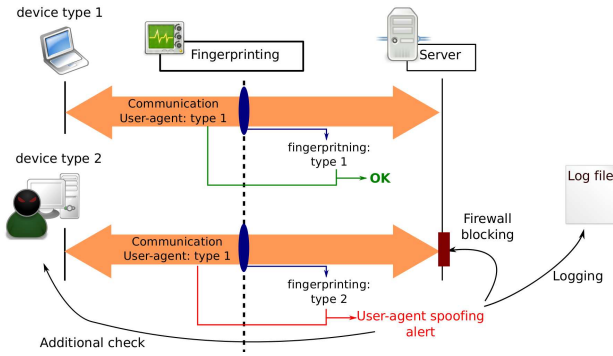 device type 1
Fingerprinting
Server
Communication
User-agent: type 1
fingerpritning:
type 1
OK
device type 2
Log file
Firewall
blocking
Communication
User-agent: type 1
fingerprinting:
type 2
Logging
User-agent spoofing
alert
Additional check